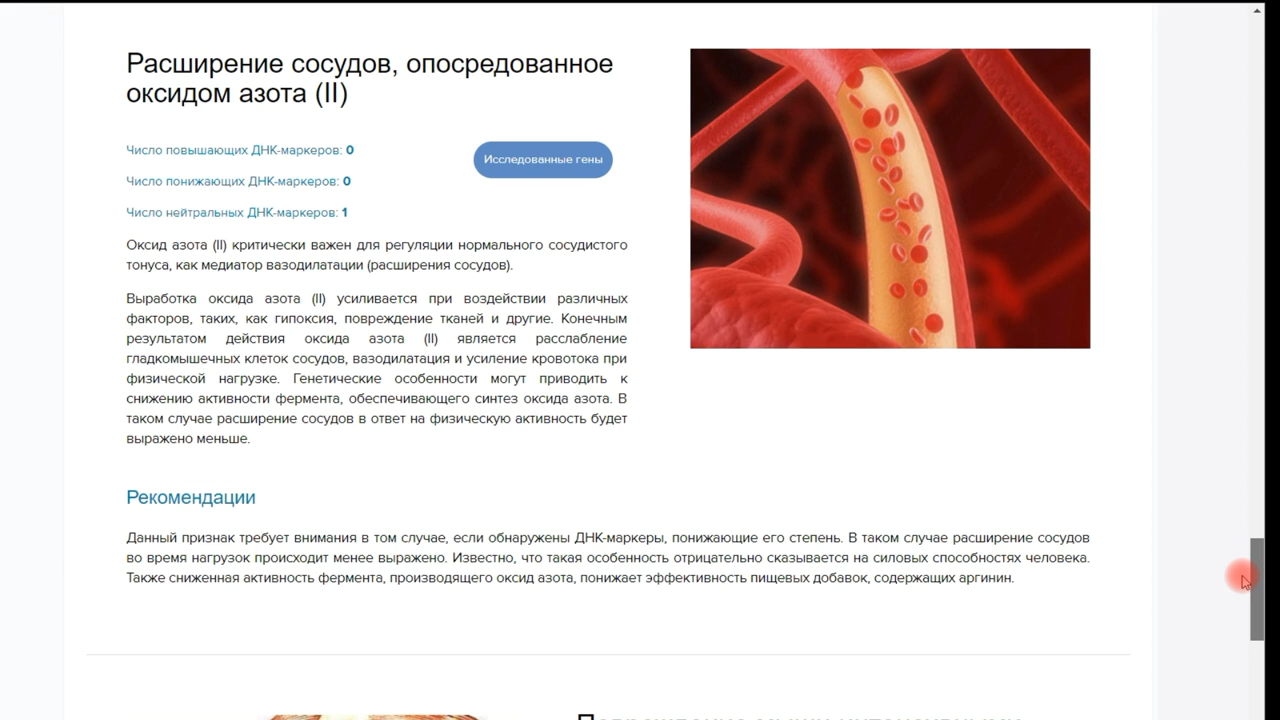 Расширение сосудов, опосредованное
оксидом азота (II)
Число повышающих ДНК-маркеров: 0
Исследованные гены
Число понижающих ДНК-маркеров: 0
Число нейтральных ДНК-маркеров: 1
Оксид азота (II) критически важен для регуляции нормального сосудистого
тонуса, как медиатор вазодилатации (расширения сосудов).
Выработка оксида азота (II) усиливается при воздействии различных
факторов, таких, как гипоксия, повреждение тканей и другие. Конечным
результатом действия оксида азота (II) является расслабление
гладкомышечных клеток сосудов, вазодилатация и усиление кровотока при
физической нагрузке. Генетические особенности могут приводить к
снижению активности фермента, обеспечивающего синтез оксида азота. В
таком случае расширение сосудов в ответ на физическую активность будет
выражено меньше.
Рекомендации
Данный признак требует внимания в том случае, если обнаружены ДНК-маркеры, понижающие его степень. В таком случае расширение сосудов
во время нагрузок происходит менее выражено. Известно, что такая особенность отрицательно сказывается на силовых способностях человека.
Также сниженная активность фермента, производящего оксид азота, понижает эффективность пищевых добавок, содержащих аргинин.